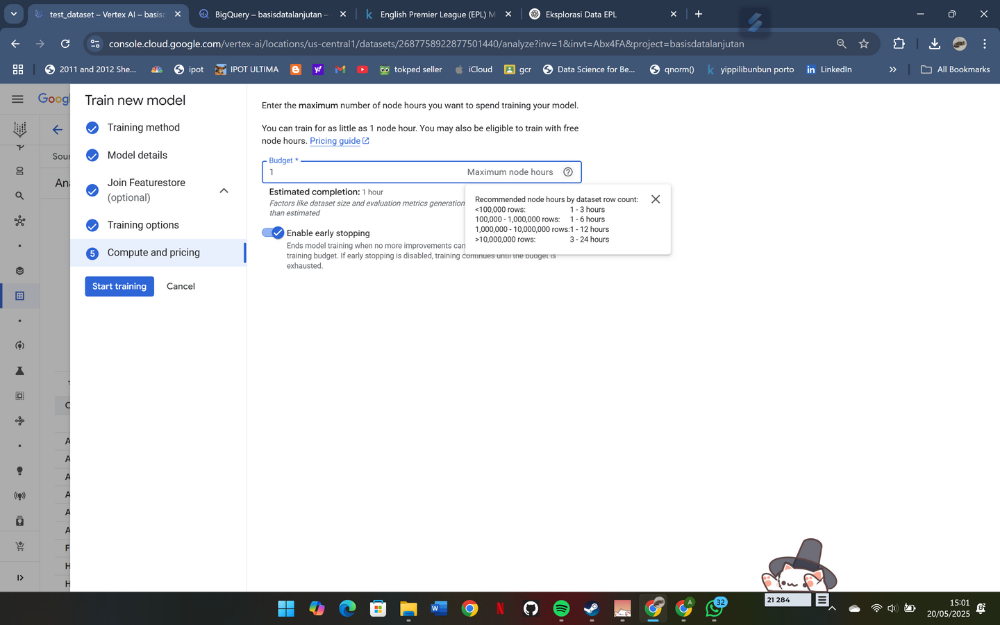 test_dataset – Vertex AI – basisc
BigQuery – basisdatalanjutan –
English Premier League (EPL) M
Eksplorasi Data EPL
console.cloud.google.com/vertex-ai/locations/us-central1/datasets/2687758922877501440/analyze?inv=1&invt=Abx4FA&project=basisdatalanjutan
2011 and 2012 She...
ipot
IPOT ULTIMA
tokped seller
iCloud
gcr
Data Science for Be...
qnorm()
yippilibunbun porto
LinkedIn
All Bookmarks
Goog
Sour
Ana
Train new model
Training method
Model details
Join Featurestore
(optional)
Training options
5
Compute and pricing
Start training
Cancel
Enter the maximum number of node hours you want to spend training your model.
You can train for as little as 1 node hour. You may also be eligible to train with free
node hours. Pricing guide
Budget *
1
Maximum node hours
Estimated completion: 1 hour
Factors like dataset size and evaluation metrics generation
than estimated
Enable early stopping
Ends model training when no more improvements can
training budget. If early stopping is disabled, training continues until the budget is
exhausted.
Recommended node hours by dataset row count:
<100,000 rows: 1 - 3 hours
100,000 - 1,000,000 rows: 1 - 6 hours
1,000,000 - 10,000,000 rows:1 - 12 hours
>10,000,000 rows: 3 - 24 hours
A
A
A
A
A
A
F
H
H
21 284
32
15:01
20/05/2025